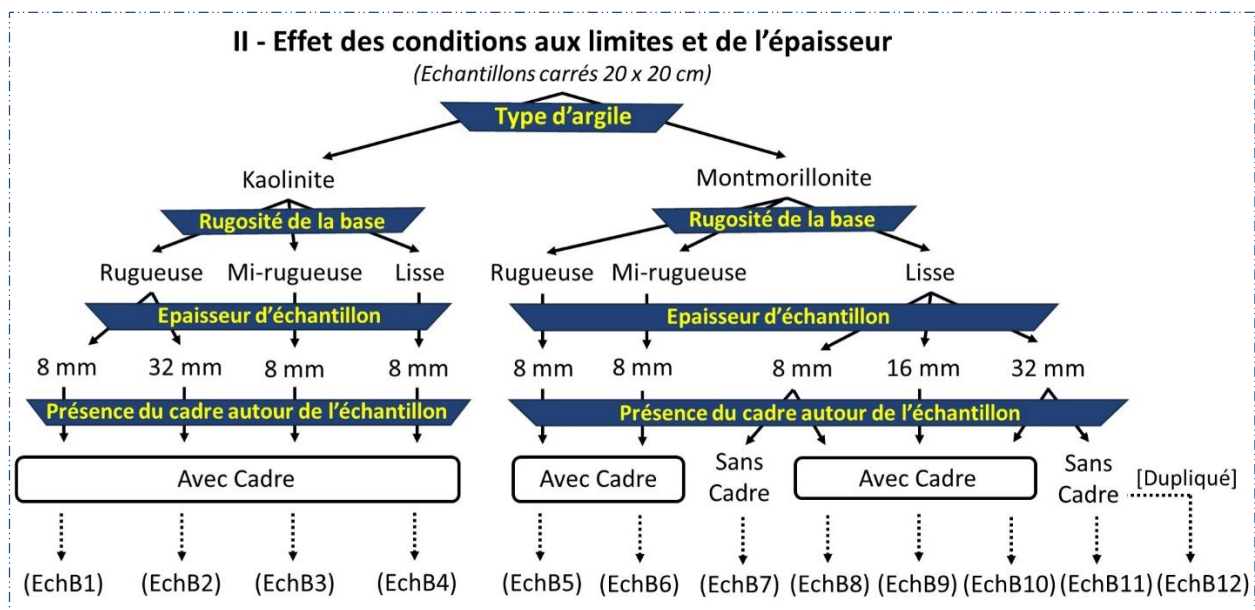 II - Effet des conditions aux limites et de l’épaisseur
(Echantillons carrés 20 x 20 cm)
Type d’argile
Kaolinite Montmorillonite
Rugosité de la base Rugosité de la base
Rugueuse Mi-rugueuse Lisse Rugueuse Mi-rugueuse Lisse
Epaisseur d’échantillon Epaisseur d’échantillon
8 mm 32 mm 8 mm 8 mm 8 mm 8 mm 8 mm 16 mm 32 mm
Présence du cadre autour de l’échantillon Présence du cadre autour de l’échantillon
Avec Cadre Avec Cadre Sans Cadre Avec Cadre Sans Cadre [Dupliqué]
(EchB1) (EchB2) (EchB3) (EchB4) (EchB5) (EchB6) (EchB7) (EchB8) (EchB9) (EchB10) (EchB11) (EchB12)